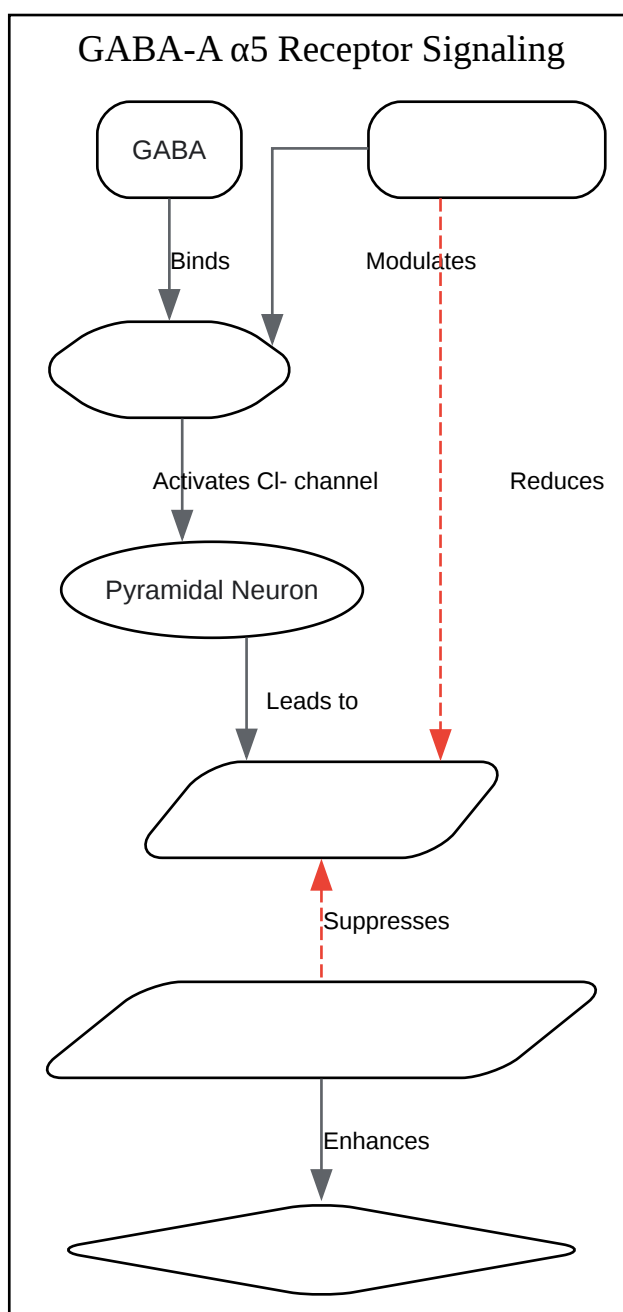 GABA-A α5 Receptor Signaling
GABA
Binds
Modulates
Activates Cl- channel
Reduces
Pyramidal Neuron
Leads to
Suppresses
Enhances